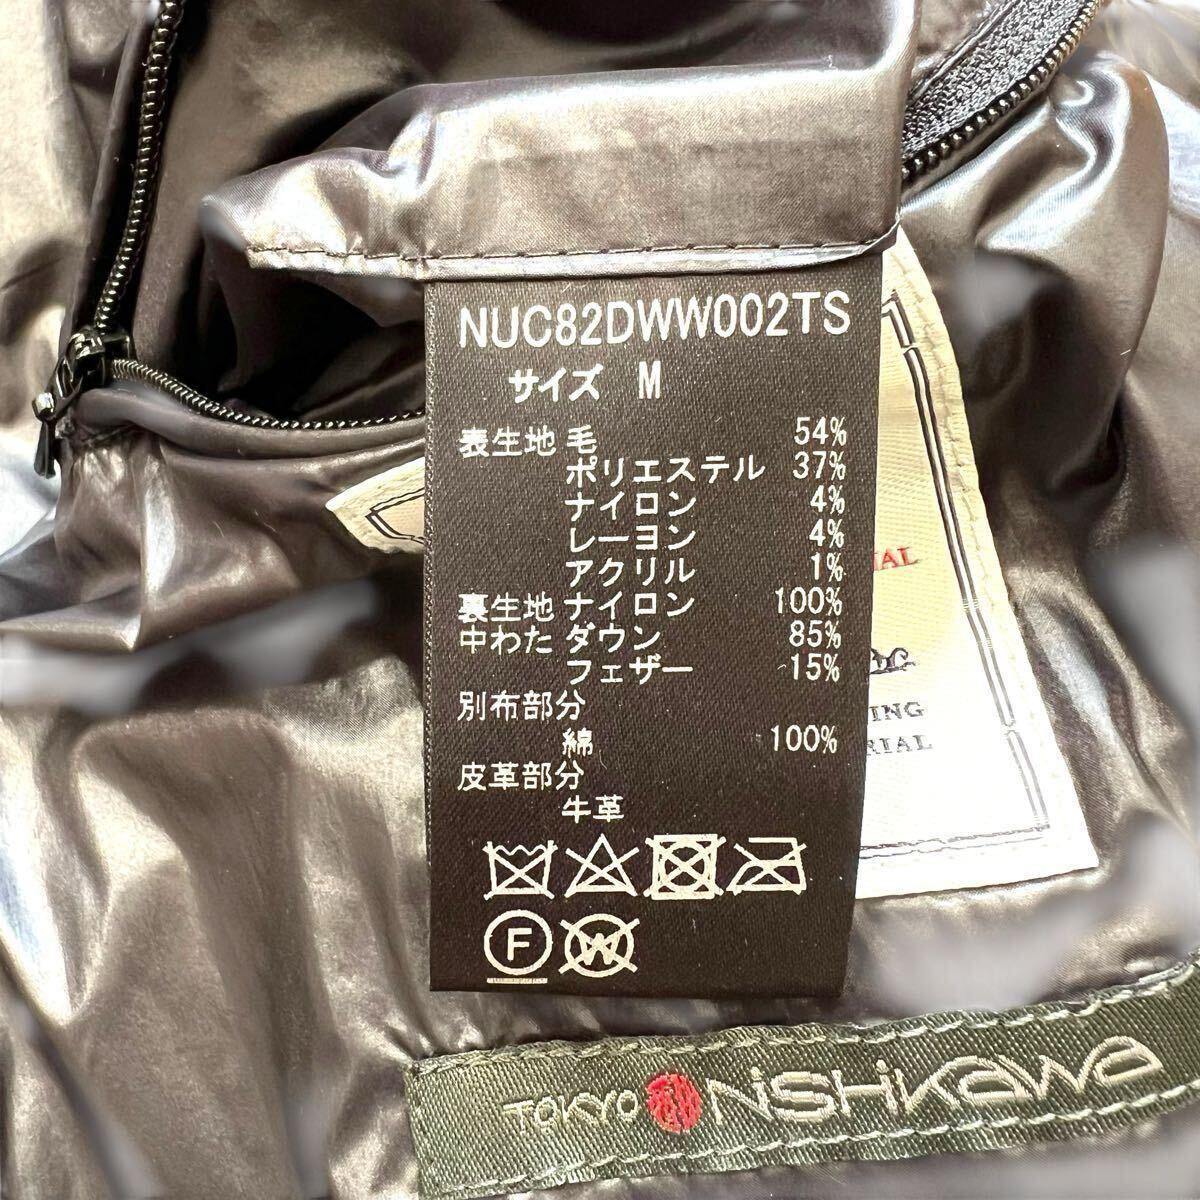 NUC82DWW002TS
サイズ M
表生地 毛 54%
ポリエステル 37%
ナイロン 4%
レーヨン 4%
アクリル 1%
裏生地 ナイロン 100%
中わた ダウン 85%
フェザー 15%
別布部分
綿 100%
皮革部分
牛革
F W
TOKYO NiSHiKaWa